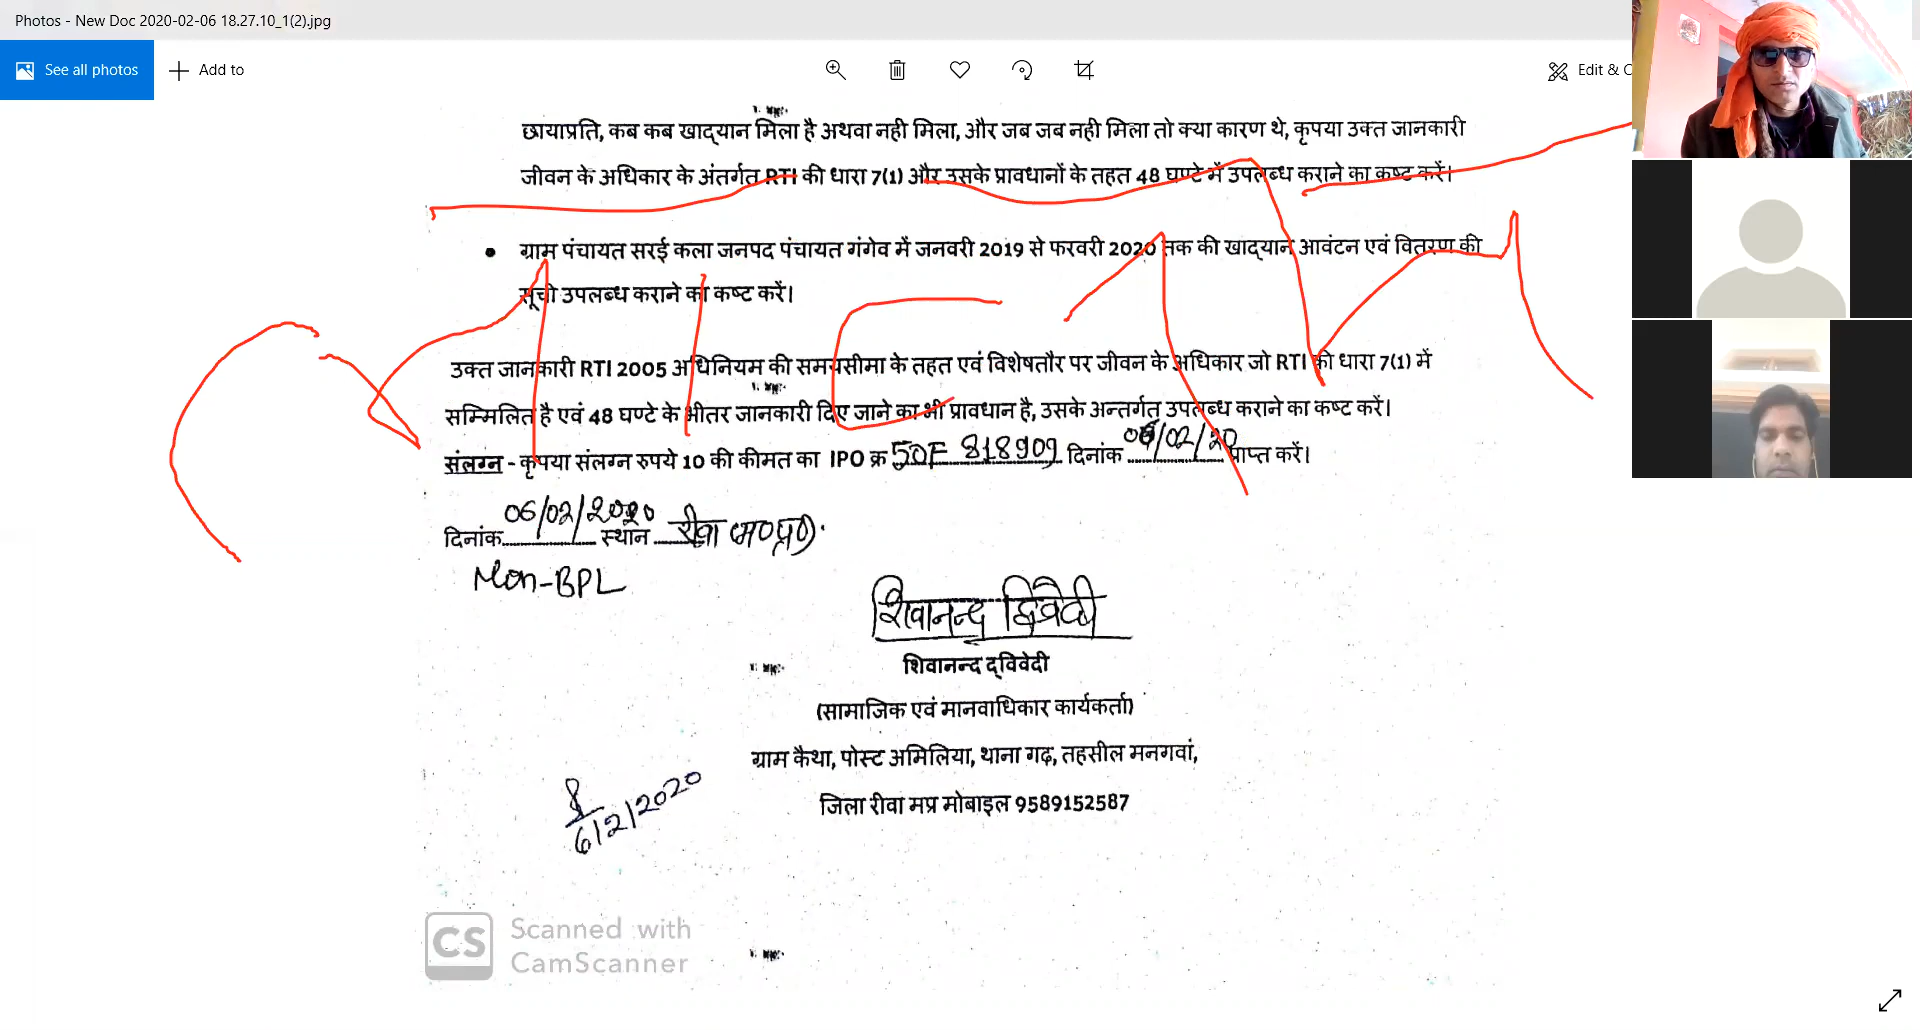 Photos - New Doc 2020-02-06 18.27.10_1(2).jpg
See all photos
Add to
Edit & C
छायाप्रति, कब कब खाद्यान मिला है अथवा नही मिला, और जब जब नही मिला तो क्या कारण थे, कृपया उक्त जानकारी
जीवन के अधिकार के अंतर्गत RTI की धारा 7(1) और उसके प्रावधानों के तहत 48 घण्टे में उपलब्ध कराने का कष्ट करें।
• ग्राम पंचायत सरई कला जनपद पंचायत गंगेव में जनवरी 2019 से फरवरी 2020 तक की खाद्यान आवंटन एवं वितरण की
सूची उपलब्ध कराने का कष्ट करें।
उक्त जानकारी RTI 2005 अधिनियम की समयसीमा के तहत एवं विशेषतौर पर जीवन के अधिकार जो RTI की धारा 7(1) में
सम्मिलित है एवं 48 घण्टे के भीतर जानकारी दिए जाने का भी प्रावधान है, उसके अन्तर्गत उपलब्ध कराने का कष्ट करें।
संलग्न - कृपया संलग्न रुपये 10 की कीमत का IPO क्र 50F 818909 दिनांक 06/02/20 प्राप्त करें।
दिनांक 06/02/2020 स्थान रीवा म०प्र०
Non-BPL
शिवानन्द द्विवेदी
शिवानन्द द्विवेदी
(सामाजिक एवं मानवाधिकार कार्यकर्ता)
ग्राम कैथा, पोस्ट अमिलिया, थाना गढ़, तहसील मनगवां,
जिला रीवा मप्र मोबाइल 9589152587
6/2/2020
CS Scanned with
CamScanner